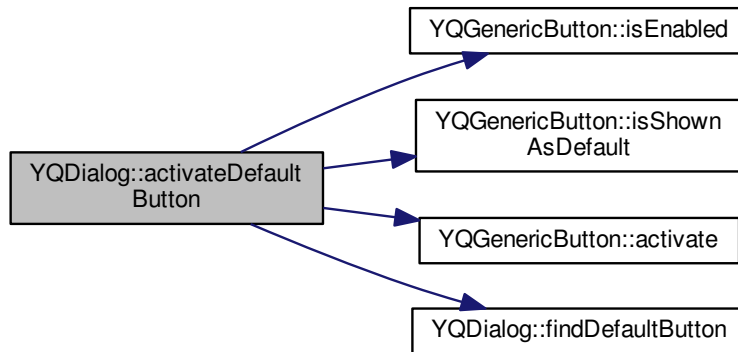 YQDialog::activateDefault
Button
YQGenericButton::isEnabled
YQGenericButton::isShown
AsDefault
YQGenericButton::activate
YQDialog::findDefaultButton